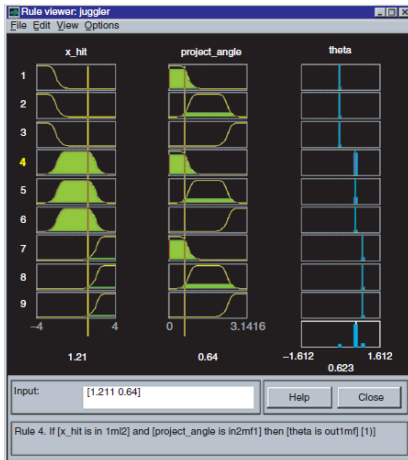 Rule viewer: juggler
File Edit View Options
x_hit project_angle theta
1
2
3
4
5
6
7
8
9
−4 4 0 3.1416
1.21 0.64 −1.612 1.612
0.623
Input: [1.211 0.64] Help Close
Rule 4. If [x_hit is in 1ml2] and [project_angle is in2mf1] then [theta is out1mf] [1)]